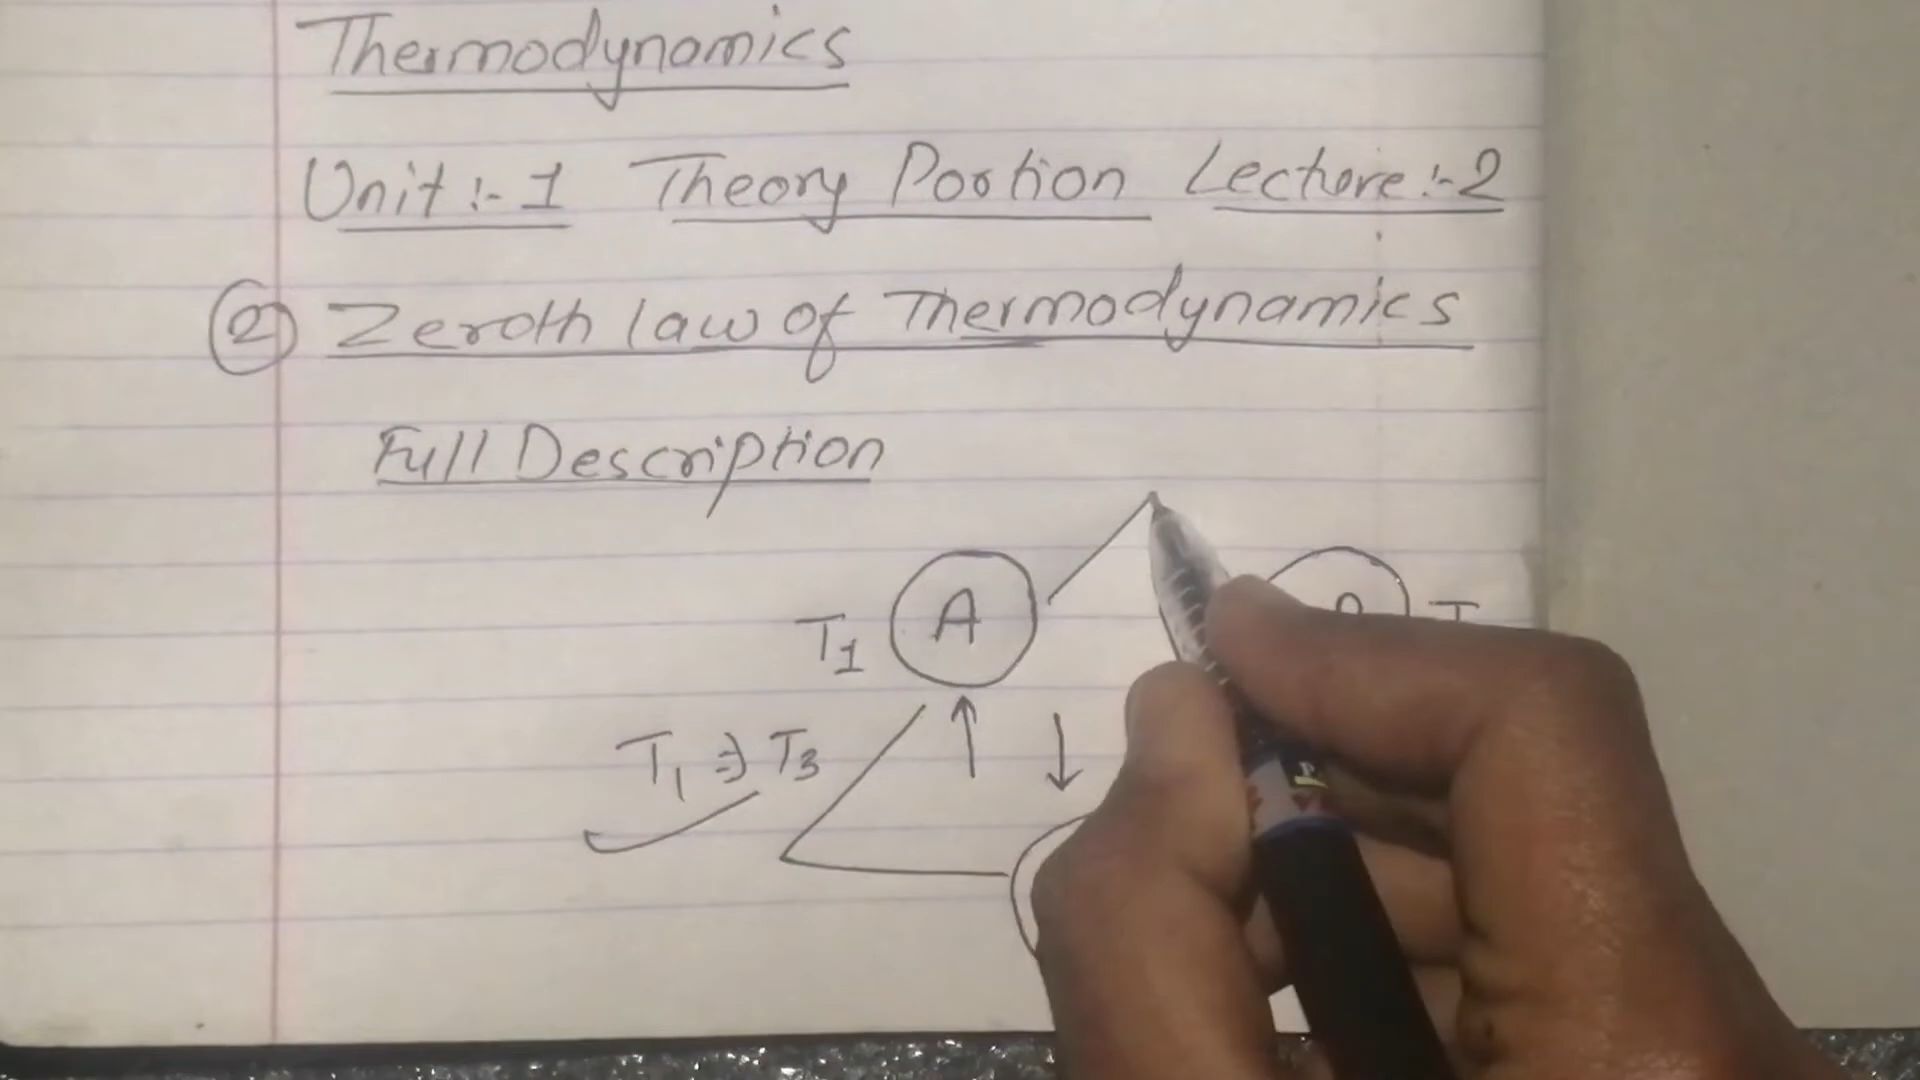 Thermodynamics
Unit :- 1 Theory Portion Lecture :- 2
② Zeroth law of Thermodynamics
Full Description
T1 A
T1 T3